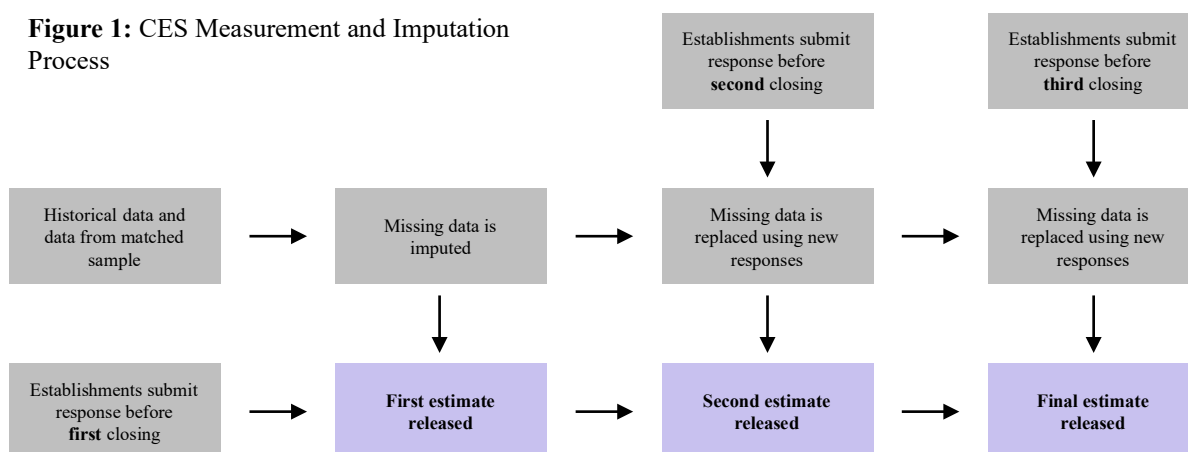 Figure 1: CES Measurement and Imputation
Process
Establishments submit
response before
second closing
Establishments submit
response before
third closing
Historical data and
data from matched
sample
Missing data is
imputed
Missing data is
replaced using new
responses
Missing data is
replaced using new
responses
Establishments submit
response before
first closing
First estimate
released
Second estimate
released
Final estimate
released